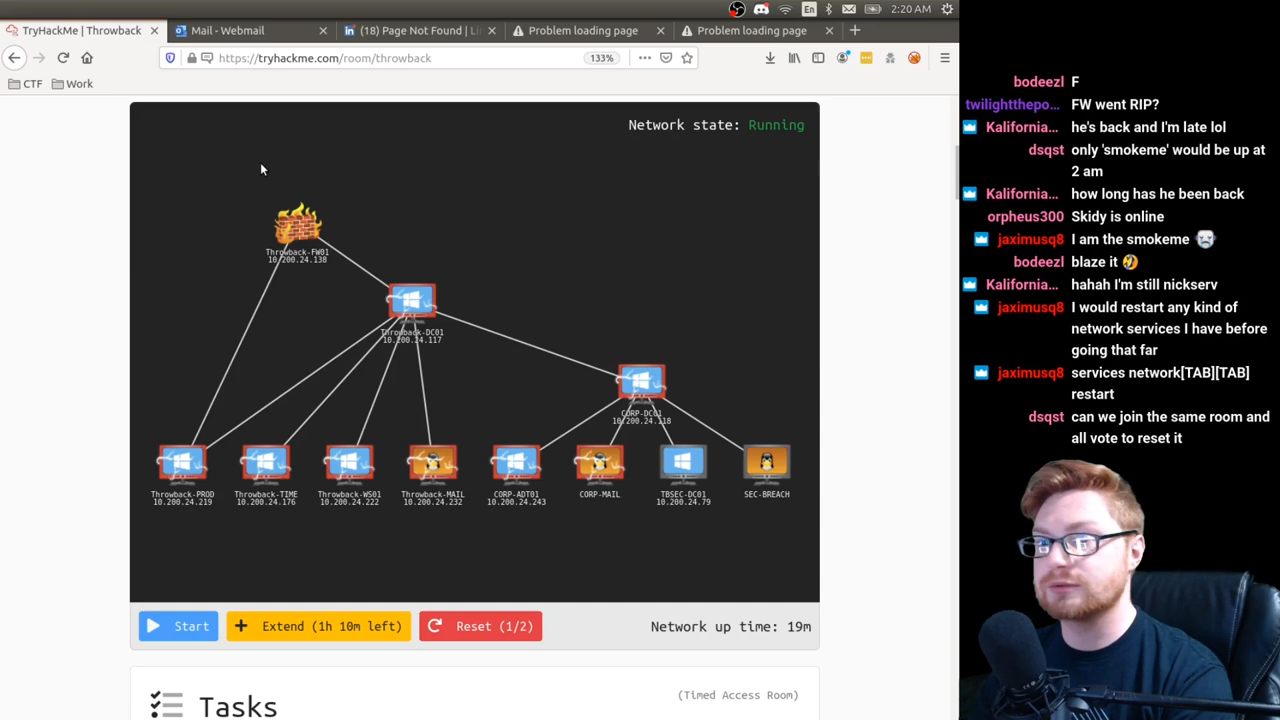 En
2:20 AM
TryHackMe | Throwback
Mail - Webmail
(18) Page Not Found | Li
Problem loading page
Problem loading page
https://tryhackme.com/room/throwback
133%
CTF
Work
Network state: Running
Throwback-FW01
10.200.24.138
Throwback-DC01
10.200.24.117
CORP-DC01
10.200.24.118
Throwback-PROD
10.200.24.219
Throwback-TIME
10.200.24.176
Throwback-WS01
10.200.24.222
Throwback-MAIL
10.200.24.232
CORP-ADT01
10.200.24.243
CORP-MAIL
TBSEC-DC01
10.200.24.79
SEC-BREACH
Start
Extend (1h 10m left)
Reset (1/2)
Network up time: 19m
Tasks
(Timed Access Room)
bodeezl F
twilightthepo… FW went RIP?
Kalifornia… he's back and I'm late lol
dsqst only 'smokeme' would be up at
2 am
Kalifornia… how long has he been back
orpheus300 Skidy is online
jaximusq8 I am the smokeme
bodeezl blaze it 🤣
Kalifornia… hahah I'm still nickserv
jaximusq8 I would restart any kind of
network services I have before
going that far
jaximusq8 services network[TAB][TAB]
restart
dsqst can we join the same room and
all vote to reset it